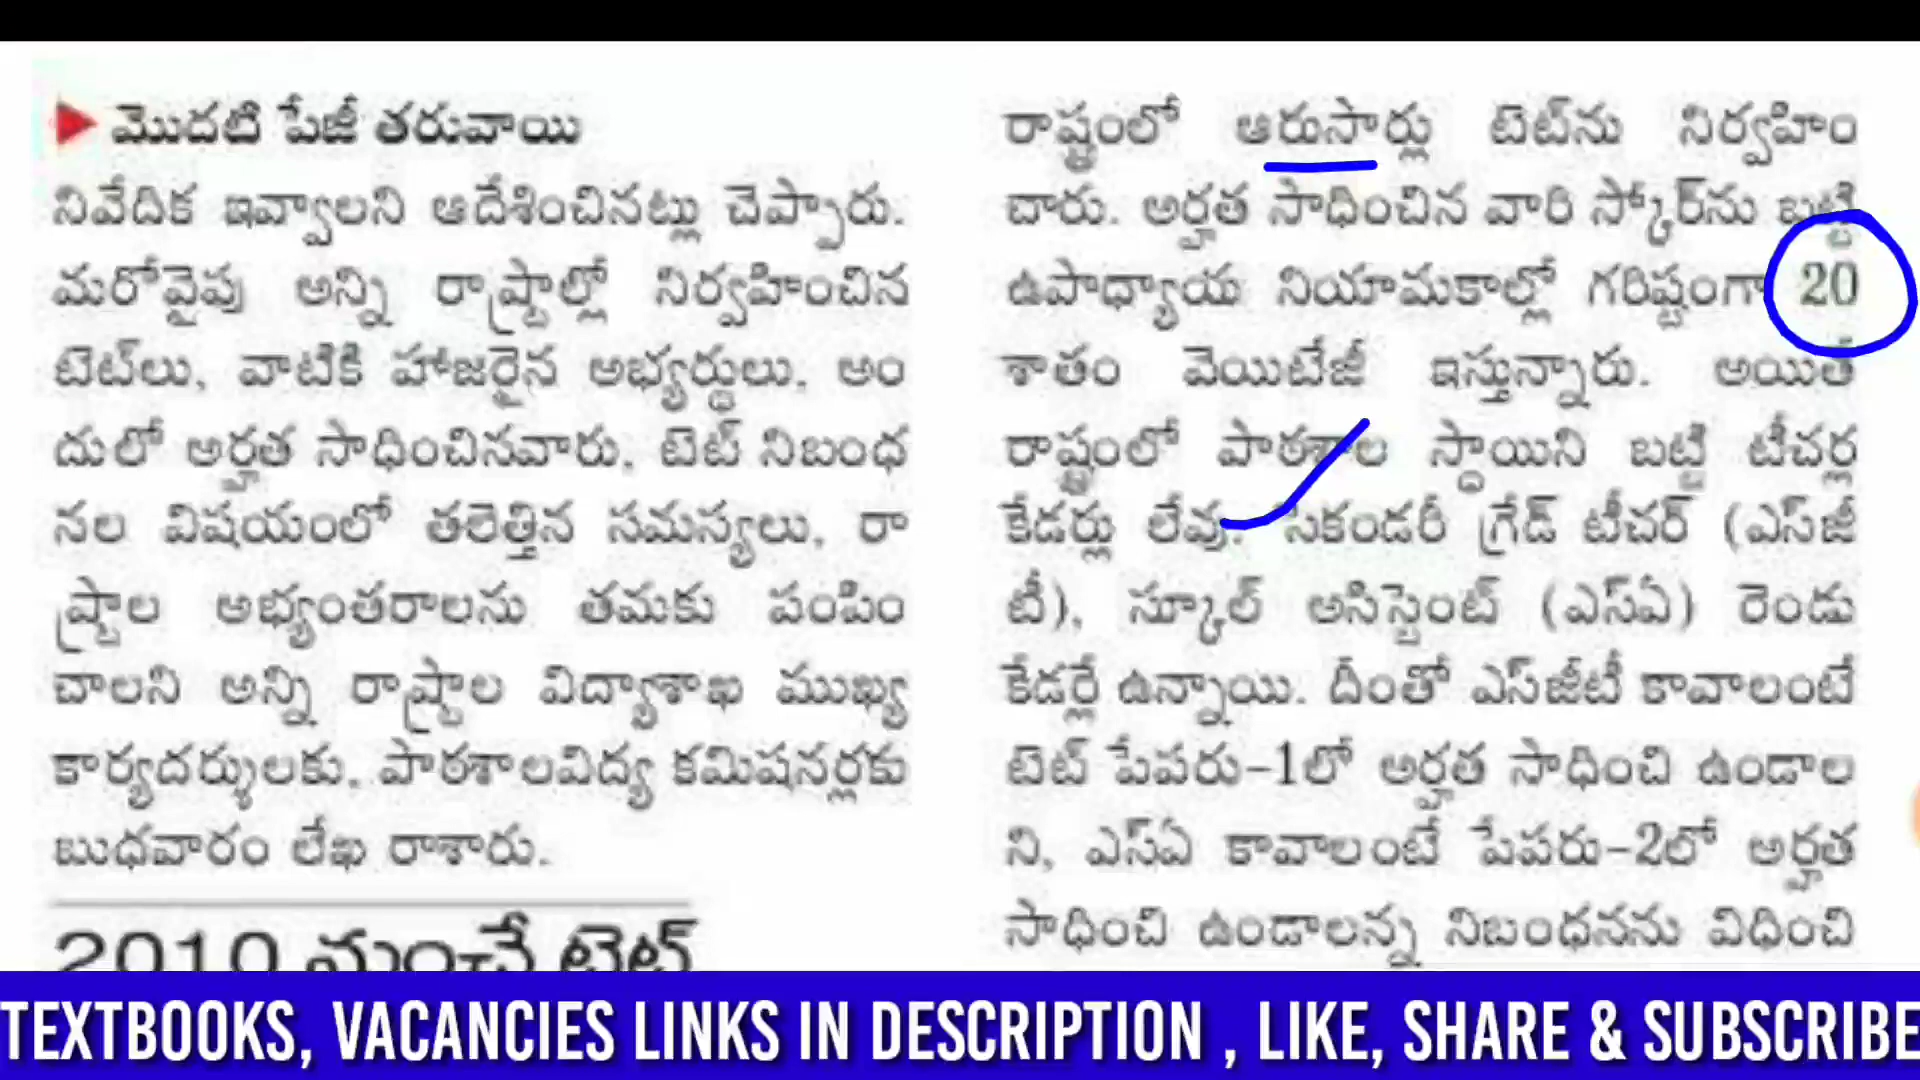 మొదటి పేజీ తరువాయి
నివేదిక ఇవ్వాలని ఆదేశించినట్లు చెప్పారు.
మరోవైపు అన్ని రాష్ట్రాల్లో నిర్వహించిన
టెట్‌లు, వాటికి హాజరైన అభ్యర్థులు, అం
దులో అర్హత సాధించినవారు, టెట్ నిబంధ
నల విషయంలో తలెత్తిన సమస్యలు, రా
ష్ట్రాల అభ్యంతరాలను తమకు పంపిం
చాలని అన్ని రాష్ట్రాల విద్యాశాఖ ముఖ్య
కార్యదర్శులకు, పాఠశాలవిద్య కమిషనర్లకు
బుధవారం లేఖ రాశారు.
2010 నుంచే టెట్
రాష్ట్రంలో ఆరుసార్లు టెట్‌ను నిర్వహిం
చారు. అర్హత సాధించిన వారి స్కోర్‌ను బట్టి
ఉపాధ్యాయ నియామకాల్లో గరిష్టంగా 20
శాతం వెయిటేజీ ఇస్తున్నారు. అయితే
రాష్ట్రంలో పాఠశాల స్థాయిని బట్టి టీచర్ల
కేడర్లు లేవు. సెకండరీ గ్రేడ్ టీచర్ (ఎస్‌జీ
టీ), స్కూల్ అసిస్టెంట్ (ఎస్ఏ) రెండు
కేడర్లే ఉన్నాయి. దీంతో ఎస్‌జీటీ కావాలంటే
టెట్ పేపరు-1లో అర్హత సాధించి ఉండాల
ని, ఎస్ఏ కావాలంటే పేపరు-2లో అర్హత
సాధించి ఉండాలన్న నిబంధనను విధించి
TEXTBOOKS, VACANCIES LINKS IN DESCRIPTION , LIKE, SHARE & SUBSCRIBE